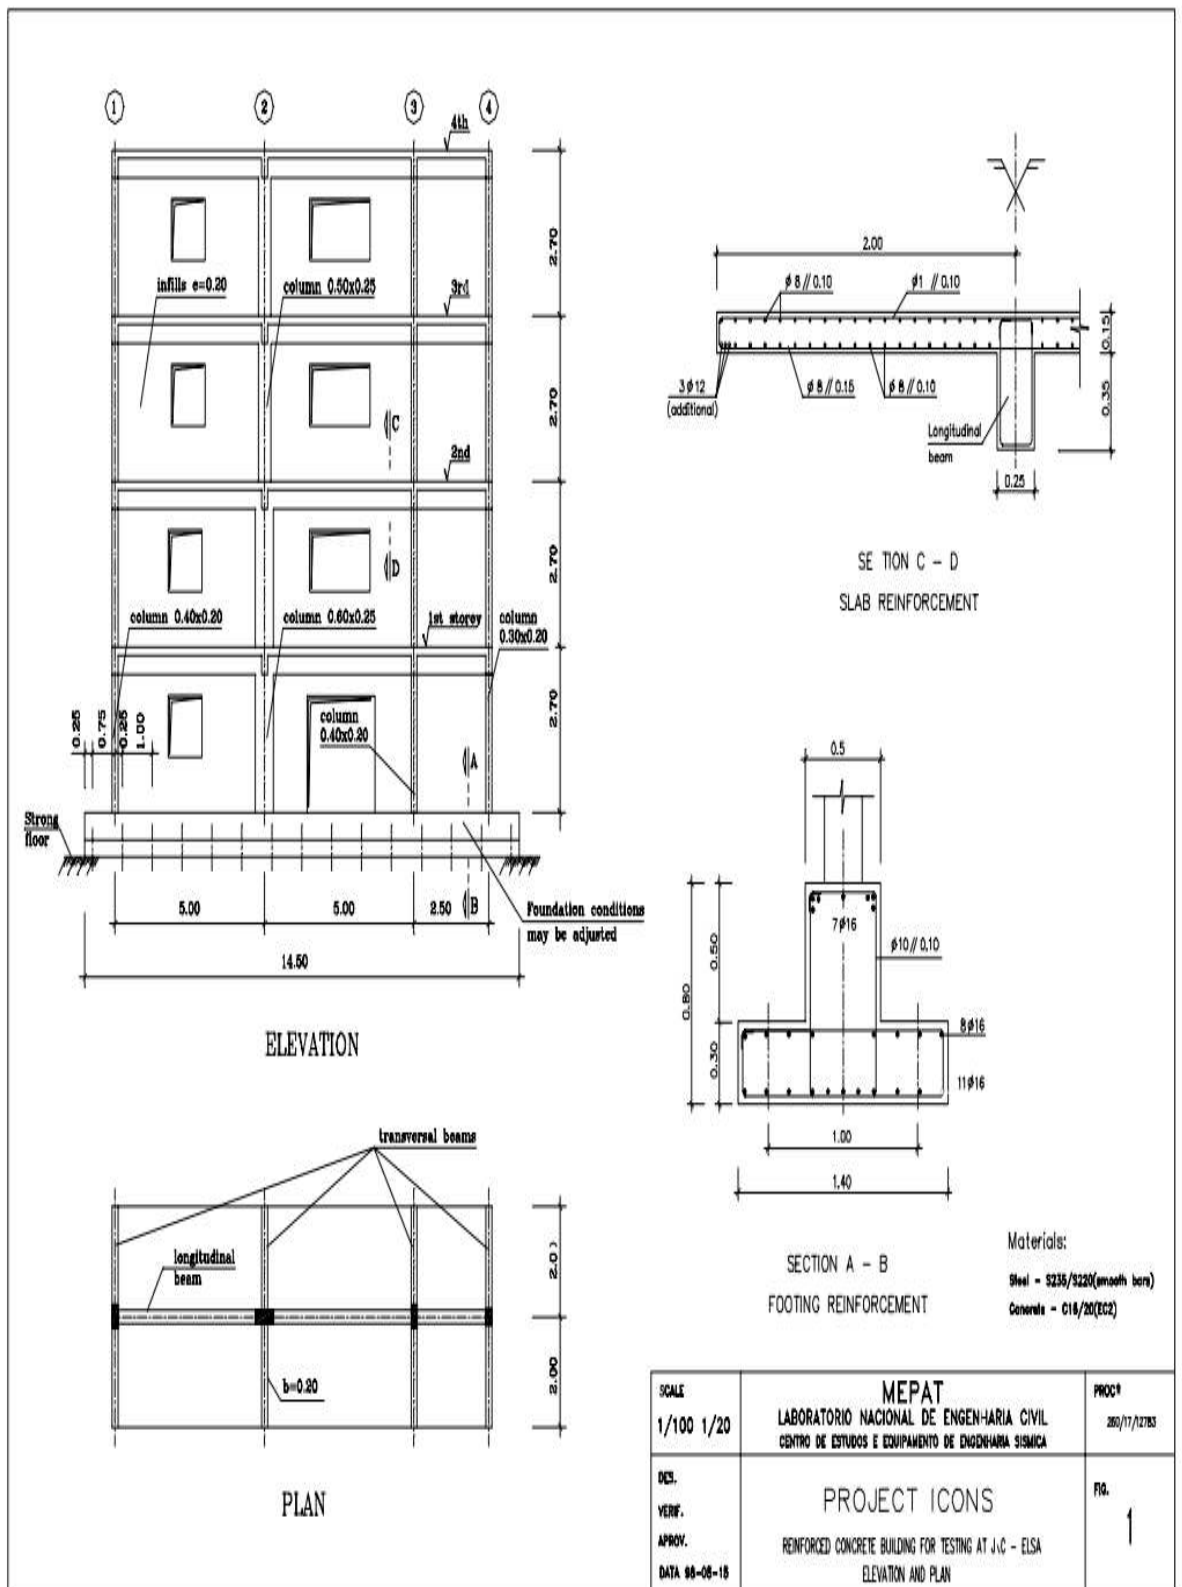 1
2
3
4
4th
2.70
infills e=0.20
column 0.50x0.25
3rd
2.70
C
2nd
D
2.70
column 0.40x0.20
column 0.60x0.25
1st storey
column
0.30x0.20
0.25
0.75
0.25
1.00
column
0.40x0.20
2.70
A
Strong
floor
5.00
5.00
2.50
B
Foundation conditions
may be adjusted
14.50
ELEVATION
transversal beams
longitudinal
beam
2.0
b=0.20
2.00
PLAN
2.00
ϕ 8 // 0.10
ϕ1 // 0.10
0.15
3 ϕ 12
(additional)
ϕ 8 // 0.15
ϕ 8 // 0.10
0.35
Longitudinal
beam
0.25
SE TION C - D
SLAB REINFORCEMENT
0.5
7ϕ16
ϕ10 // 0.10
0.50
0.80
0.30
8ϕ16
11ϕ16
1.00
1.40
SECTION A - B
FOOTING REINFORCEMENT
Materials:
Steel - S235/S220(smooth bars)
Concrete - C16/20(EC2)
SCALE
1/100 1/20
MEPAT
LABORATORIO NACIONAL DE ENGENHARIA CIVIL
CENTRO DE ESTUDOS E EQUIPAMENTO DE ENGENHARIA SISMICA
PROCº
DES.
VERIF.
APROV.
DATA 98-06-15
PROJECT ICONS
REINFORCED CONCRETE BUILDING FOR TESTING AT - ELSA
ELEVATION AND PLAN
FIG.
1